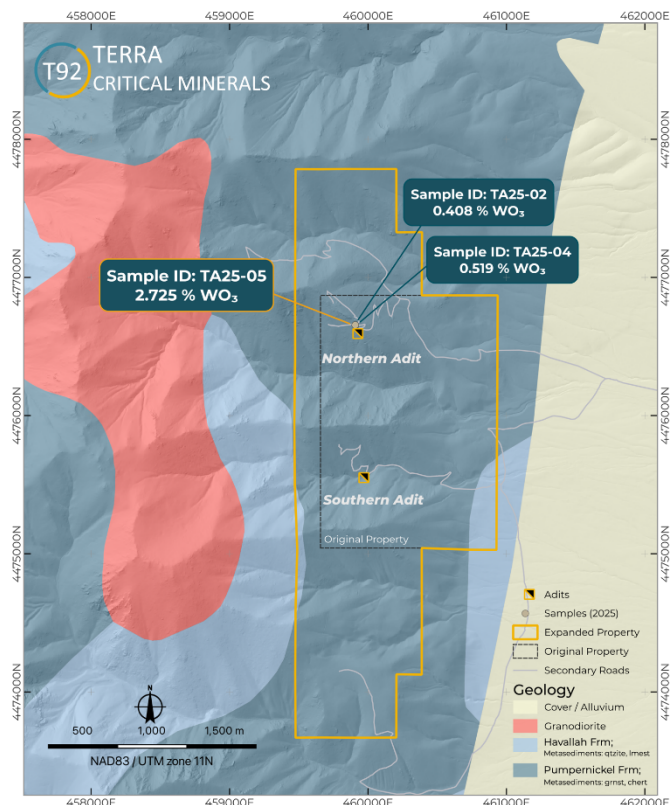 458000E 459000E 460000E 461000E 462000E
T92
TERRA
CRITICAL MINERALS
4478000N
4478000N
Sample ID: TA25-02
0.408 % WO₃
Sample ID: TA25-04
0.519 % WO₃
Sample ID: TA25-05
2.725 % WO₃
4477000N
4477000N
Northern Adit
4476000N
4476000N
Southern Adit
Original Property
4475000N
4475000N
Adits
Samples (2025)
Expanded Property
Original Property
Secondary Roads
Geology
Cover / Alluvium
Granodiorite
Havallah Frm;
Metasediments: qtzite, lmest
Pumpernickel Frm;
Metasediments: grnst, chert
4474000N
4474000N
N
500 1,000 1,500 m
NAD83 / UTM zone 11N
458000E 459000E 460000E 461000E 462000E